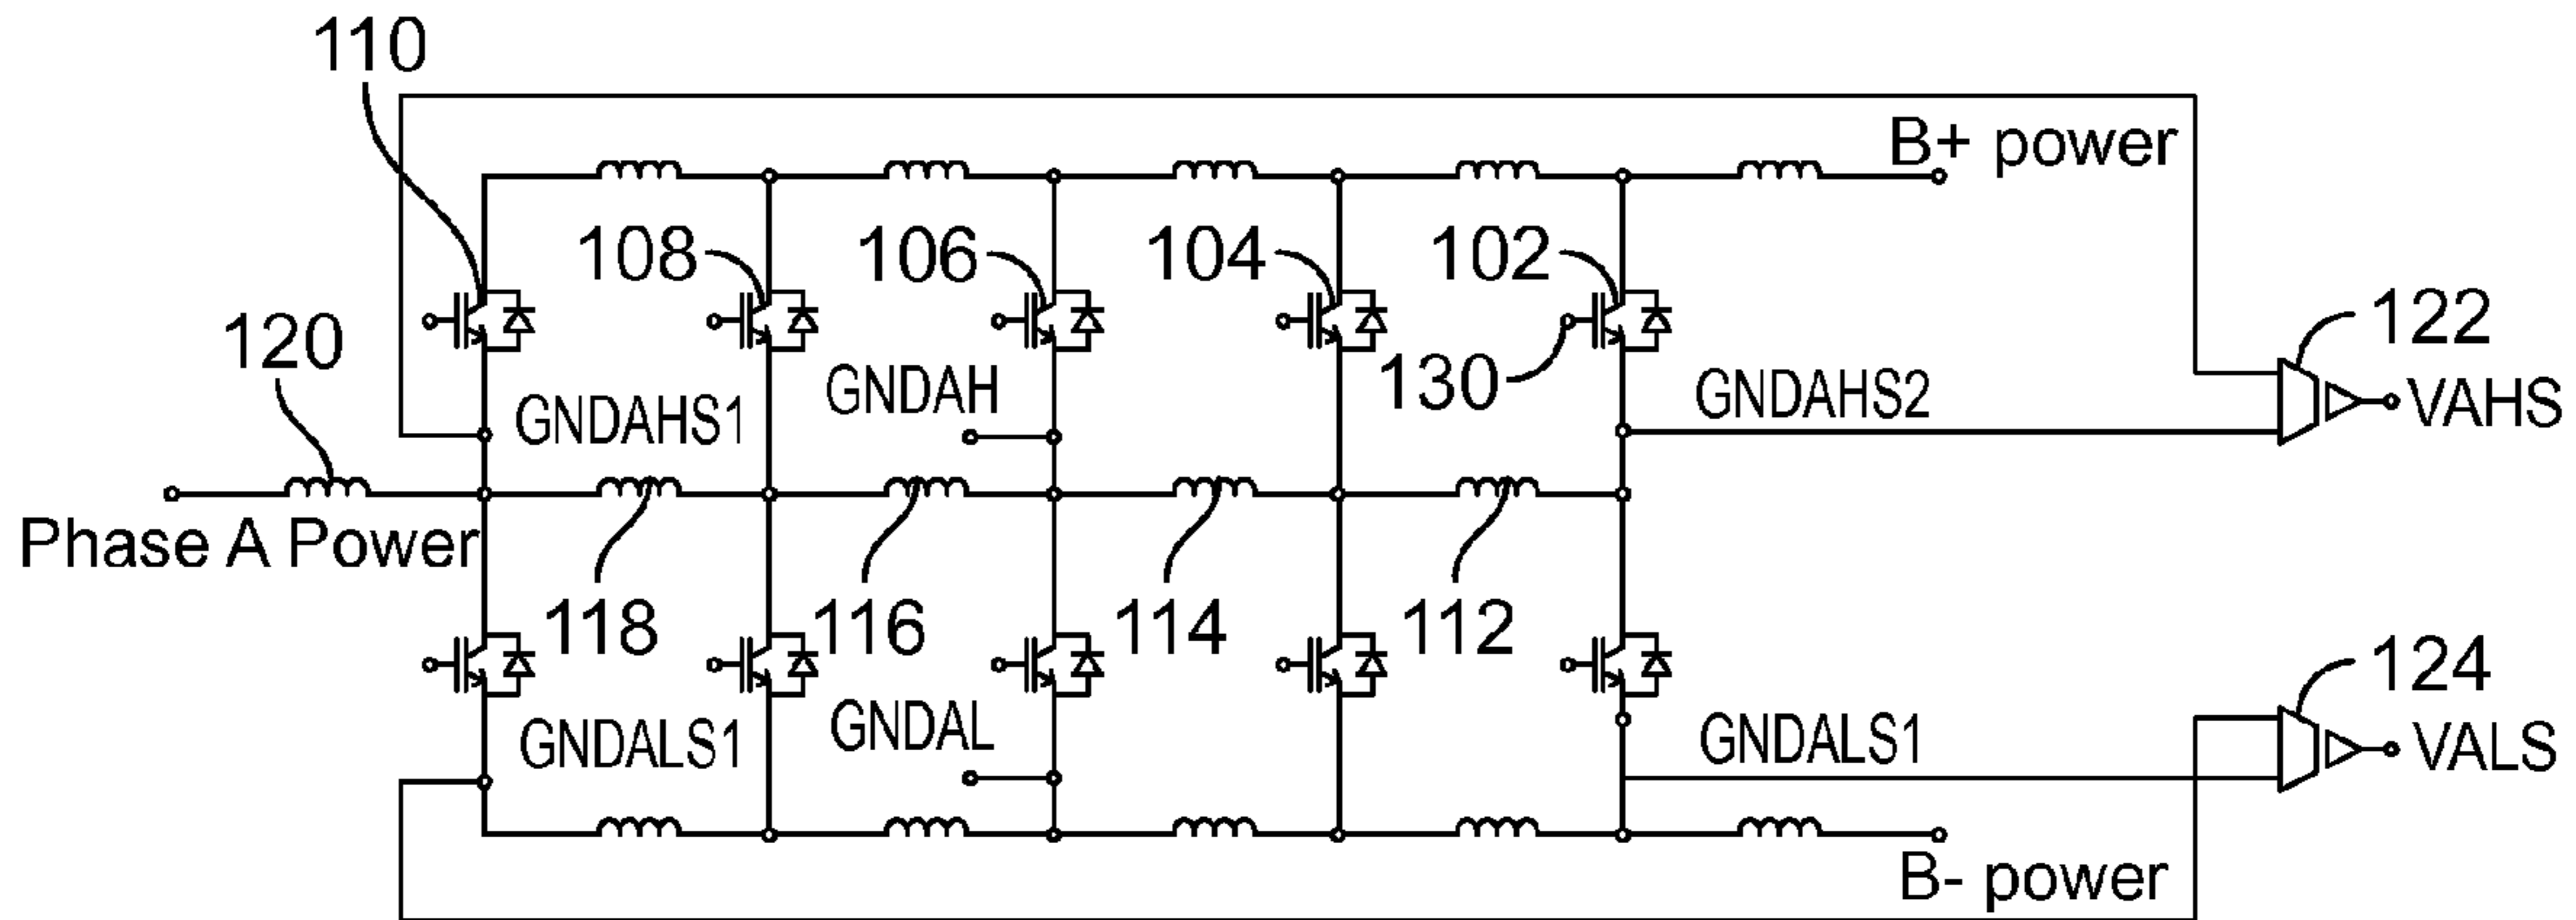 110
B+ power
108
106
104
102
120
130
122
GNDAHS1
GNDAH
GNDAHS2
VAHS
Phase A Power
118
116
114
112
124
GNDALS1
GNDAL
GNDALS1
VALS
B- power